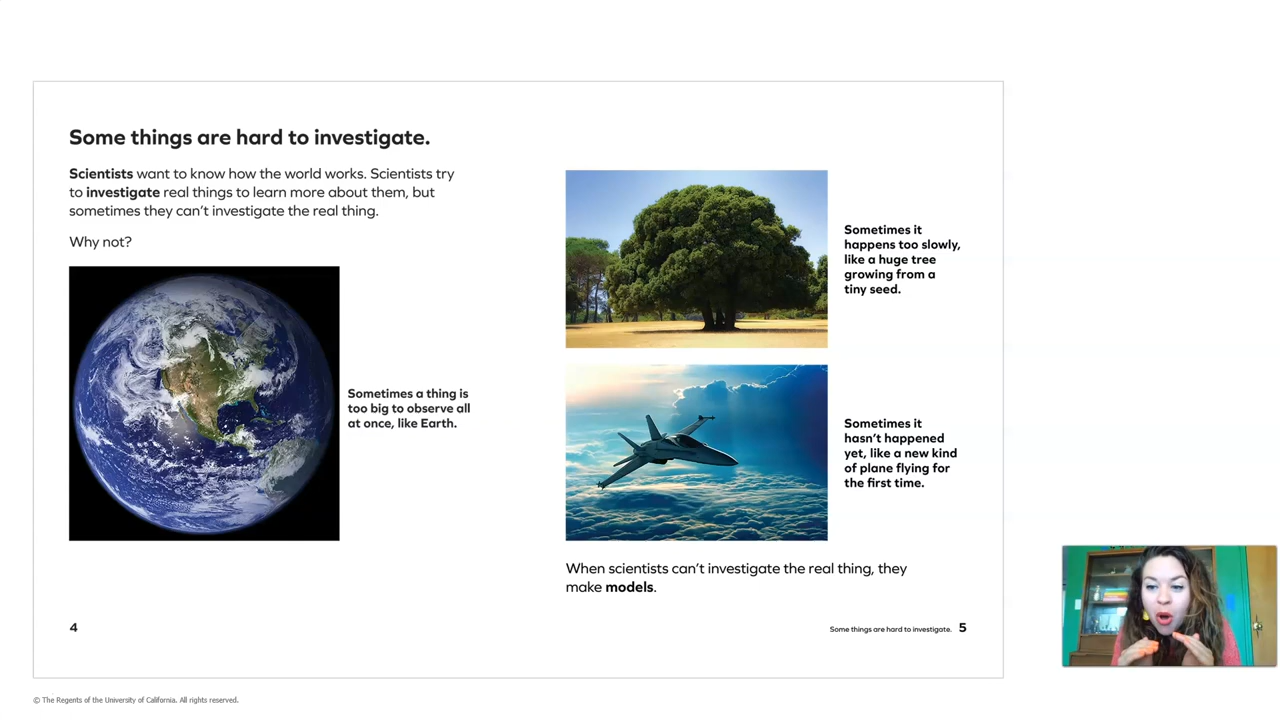 Some things are hard to investigate.
Scientists want to know how the world works. Scientists try
to investigate real things to learn more about them, but
sometimes they can’t investigate the real thing.
Why not?
Sometimes a thing is
too big to observe all
at once, like Earth.
4
Sometimes it
happens too slowly,
like a huge tree
growing from a
tiny seed.
Sometimes it
hasn’t happened
yet, like a new kind
of plane flying for
the first time.
When scientists can’t investigate the real thing, they
make models.
Some things are hard to investigate. 5
© The Regents of the University of California. All rights reserved.